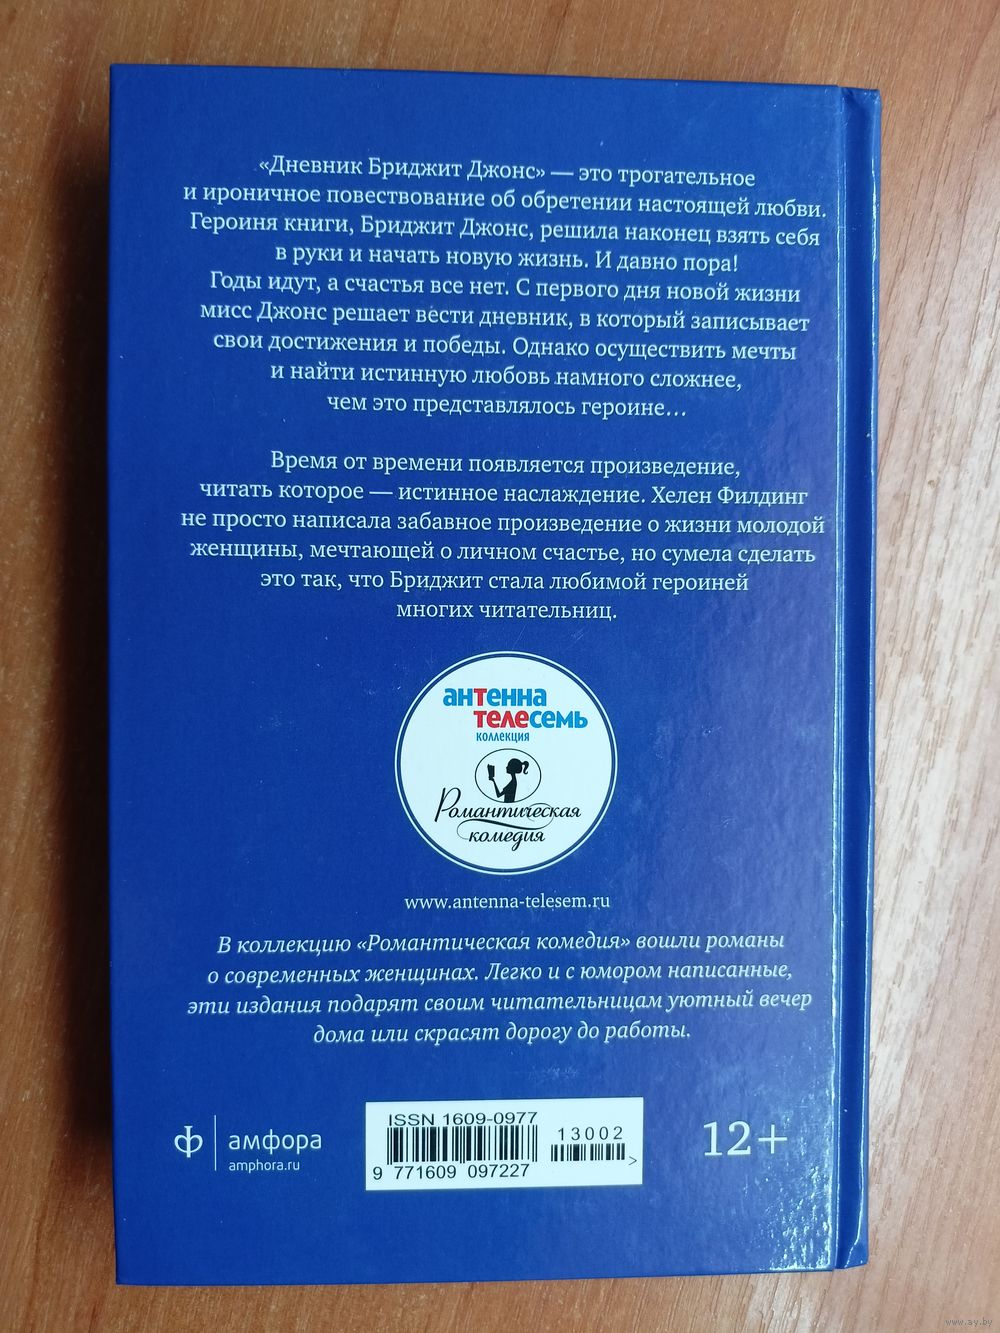 «Дневник Бриджит Джонс» — это трогательное
и ироничное повествование об обретении настоящей любви.
Героиня книги, Бриджит Джонс, решила наконец взять себя
в руки и начать новую жизнь. И давно пора!
Годы идут, а счастья все нет. С первого дня новой жизни
мисс Джонс решает вести дневник, в который записывает
свои достижения и победы. Однако осуществить мечты
и найти истинную любовь намного сложнее,
чем это представлялось героине...
Время от времени появляется произведение,
читать которое — истинное наслаждение. Хелен Филдинг
не просто написала забавное произведение о жизни молодой
женщины, мечтающей о личном счастье, но сумела сделать
это так, что Бриджит стала любимой героиней
многих читательниц.
антенна
телесемь
коллекция
Романтическая
комедия
www.antenna-telesem.ru
В коллекцию «Романтическая комедия» вошли романы
о современных женщинах. Легко и с юмором написанные,
эти издания подарят своим читательницам уютный вечер
дома или скрасят дорогу до работы.
ф амфора
amphora.ru
ISSN 1609-0977
13002
9 771609 097227 >
12+
www.ay.by